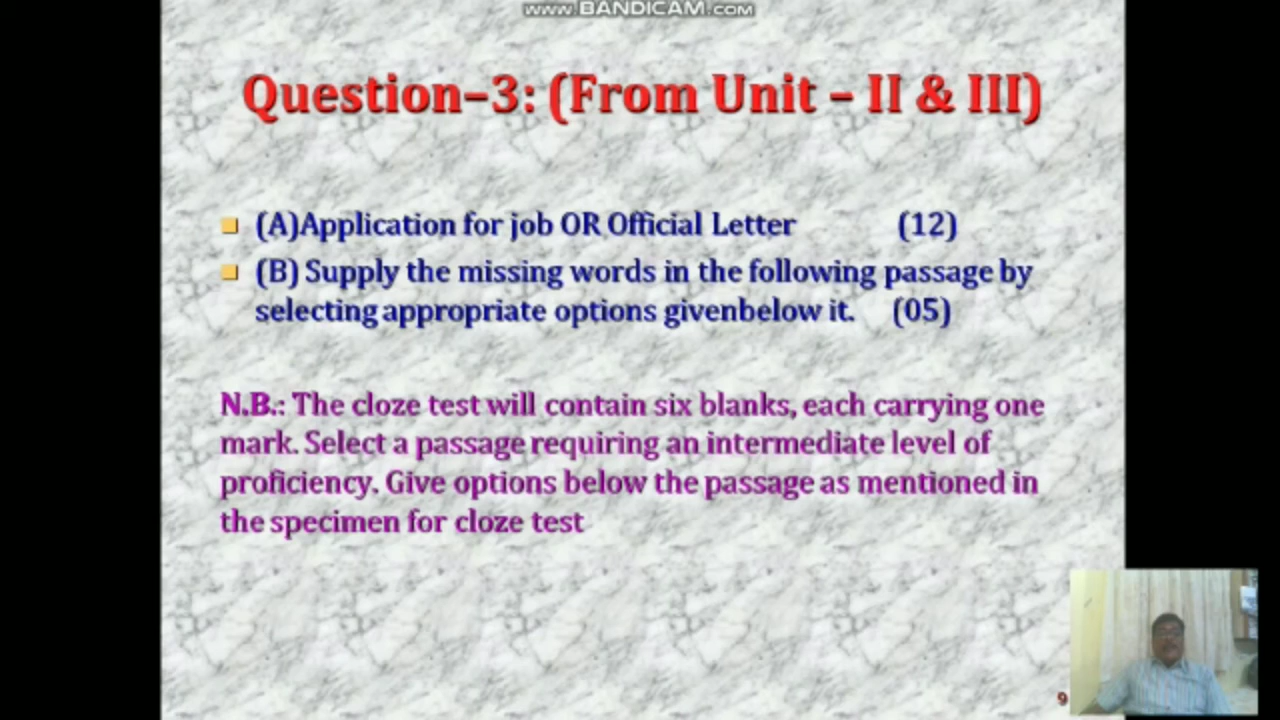 www.BANDICAM.com
Question–3: (From Unit – II & III)
(A)Application for job OR Official Letter (12)
(B) Supply the missing words in the following passage by
selecting appropriate options givenbelow it. (05)
N.B.: The cloze test will contain six blanks, each carrying one
mark. Select a passage requiring an intermediate level of
proficiency. Give options below the passage as mentioned in
the specimen for cloze test
9